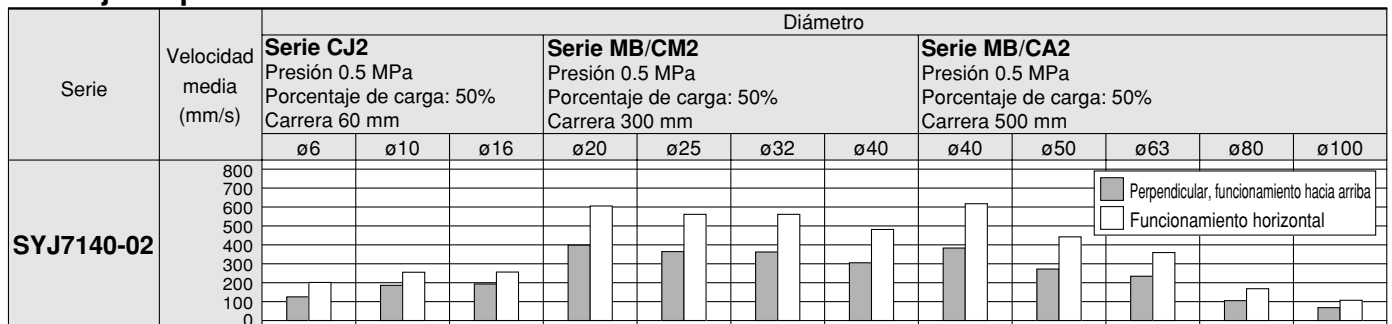 Diámetro
Serie
Velocidad
media
(mm/s)
Serie CJ2
Presión 0.5 MPa
Porcentaje de carga: 50%
Carrera 60 mm
Serie MB/CM2
Presión 0.5 MPa
Porcentaje de carga: 50%
Carrera 300 mm
Serie MB/CA2
Presión 0.5 MPa
Porcentaje de carga: 50%
Carrera 500 mm
ø6 ø10 ø16 ø20 ø25 ø32 ø40 ø40 ø50 ø63 ø80 ø100
SYJ7140-02
800
700
600
500
400
300
200
100
0
Perpendicular, funcionamiento hacia arriba
Funcionamiento horizontal